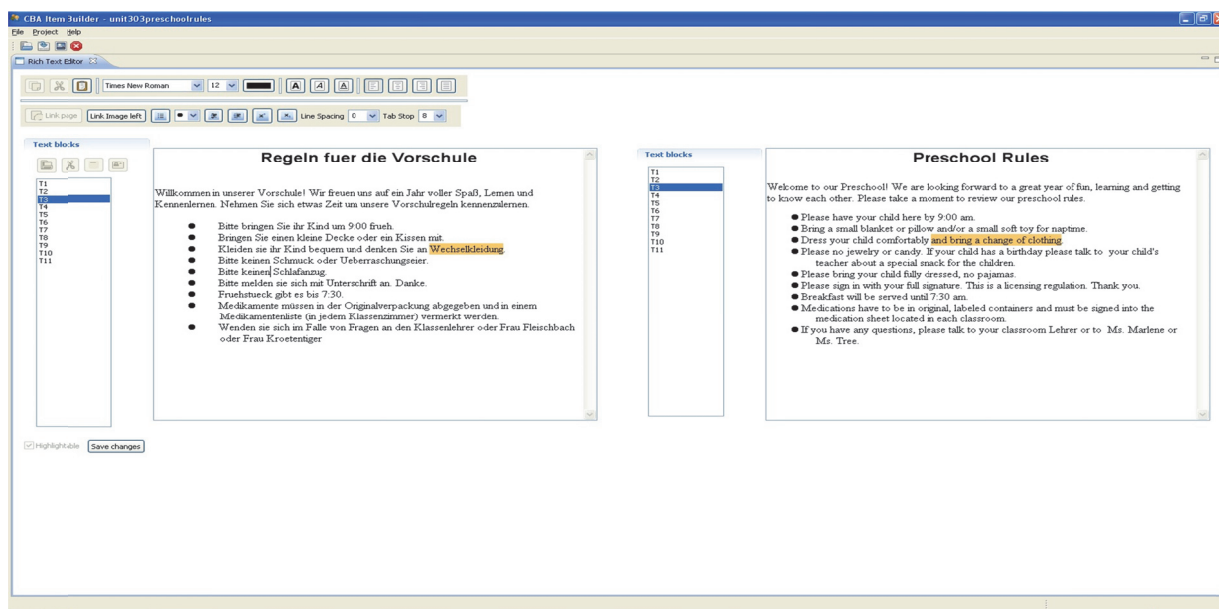 CBA Item Builder - unit303preschoolrules
File Project Help
Rich Text Editor
Times New Roman 12
Link page Link Image left Line Spacing 0 Tab Stop 8
Text blocks
T1
T2
T3
T4
T5
T6
T7
T8
T9
T10
T11
Regeln fuer die Vorschule
Willkommen in unserer Vorschule! Wir freuen uns auf ein Jahr voller Spaß, Lernen und
Kennenlernen. Nehmen Sie sich etwas Zeit um unsere Vorschulregeln kennenzulernen.
● Bitte bringen Sie ihr Kind um 9:00 frueh.
● Bringen Sie einen kleine Decke oder ein Kissen mit.
● Kleiden sie ihr Kind bequem und denken Sie an Wechselkleidung.
● Bitte keinen Schmuck oder Ueberraschungseier.
● Bitte keinen Schlafanzug.
● Bitte melden sie sich mit Unterschrift an. Danke.
● Fruehstueck gibt es bis 7:30.
● Medikamente müssen in der Originalverpackung abgegeben und in einem
Medikamentenliste (in jedem Klassenzimmer) vermerkt werden.
● Wenden sie sich im Falle von Fragen an den Klassenlehrer oder Frau Fleischbach
oder Frau Kroetentiger
Highlightable Save changes
Text blocks
T1
T2
T3
T4
T5
T6
T7
T8
T9
T10
T11
Preschool Rules
Welcome to our Preschool! We are looking forward to a great year of fun, learning and getting
to know each other. Please take a moment to review our preschool rules.
● Please have your child here by 9:00 am.
● Bring a small blanket or pillow and/or a small soft toy for naptime.
● Dress your child comfortably and bring a change of clothing.
● Please no jewelry or candy. If your child has a birthday please talk to your child's
teacher about a special snack for the children.
● Please bring your child fully dressed, no pajamas.
● Please sign in with your full signature. This is a licensing regulation. Thank you.
● Breakfast will be served until 7:30 am.
● Medications have to be in original, labeled containers and must be signed into the
medication sheet located in each classroom.
● If you have any questions, please talk to your classroom Lehrer or to Ms. Marlene or
Ms. Tree.